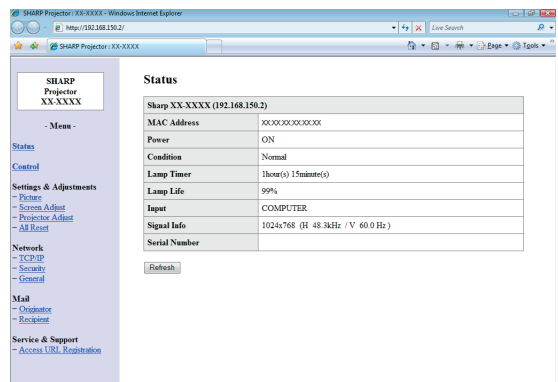 SHARP Projector : XX-XXXX - Windows Internet Explorer
http://192.168.150.2/
Live Search
SHARP Projector : XX-XXXX
Page
Tools
SHARP
Projector
XX-XXXX
- Menu -
Status
Control
Settings & Adjustments
- Picture
- Screen Adjust
- Projector Adjust
- All Reset
Network
- TCP/IP
- Security
- General
Mail
- Originator
- Recipient
Service & Support
- Access URL Registration
Status
Sharp XX-XXXX (192.168.150.2)
MAC Address XX:XX:XX:XX:XX:XX
Power ON
Condition Normal
Lamp Timer 1hour(s) 15minute(s)
Lamp Life 99%
Input COMPUTER
Signal Info 1024x768 (H 48.3kHz / V 60.0 Hz )
Serial Number
Refresh